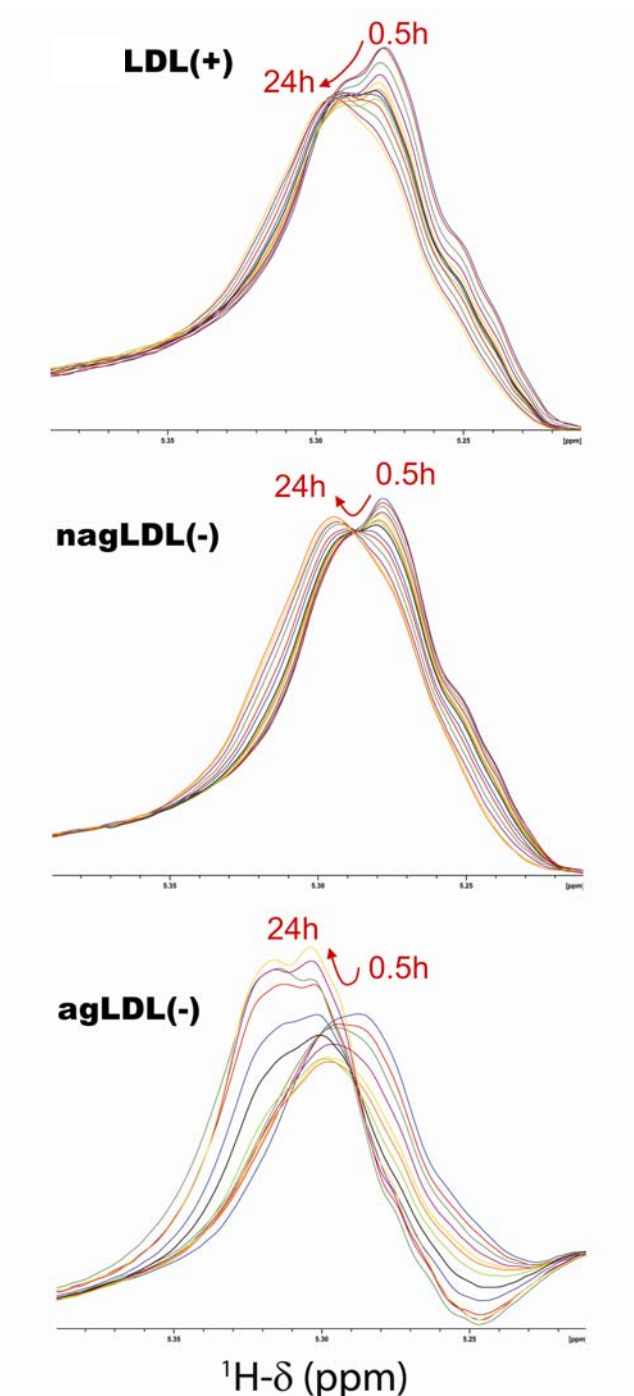 LDL(+)
0.5h
24h
5.35 5.30 5.25 [ppm]
nagLDL(-)
0.5h
24h
5.35 5.30 5.25 [ppm]
24h
0.5h
agLDL(-)
5.35 5.30 5.25 [ppm]
¹H-δ (ppm)